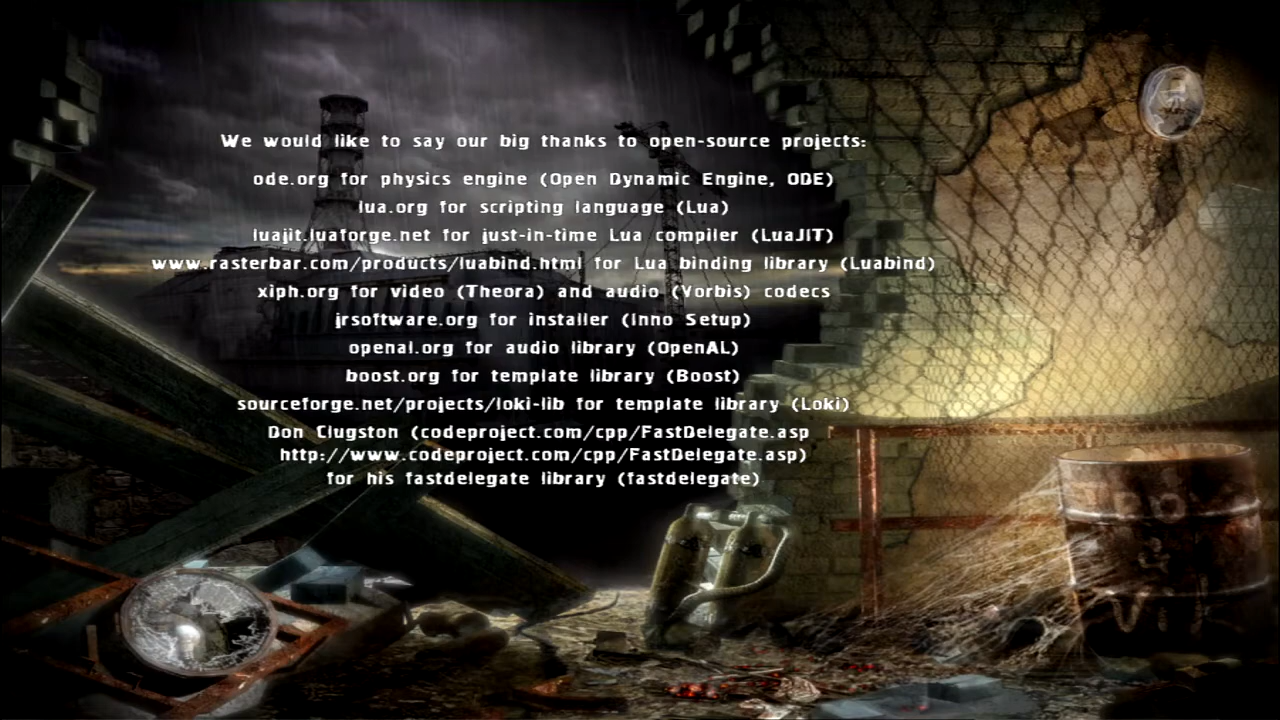 We would like to say our big thanks to open-source projects:
ode.org for physics engine (Open Dynamic Engine, ODE)
lua.org for scripting language (Lua)
luajit.luaforge.net for just-in-time Lua compiler (LuaJIT)
www.rasterbar.com/products/luabind.html for Lua binding library (Luabind)
xiph.org for video (Theora) and audio (Vorbis) codecs
jrsoftware.org for installer (Inno Setup)
openal.org for audio library (OpenAL)
boost.org for template library (Boost)
sourceforge.net/projects/loki-lib for template library (Loki)
Don Clugston (codeproject.com/cpp/FastDelegate.asp
http://www.codeproject.com/cpp/FastDelegate.asp)
for his fastdelegate library (fastdelegate)